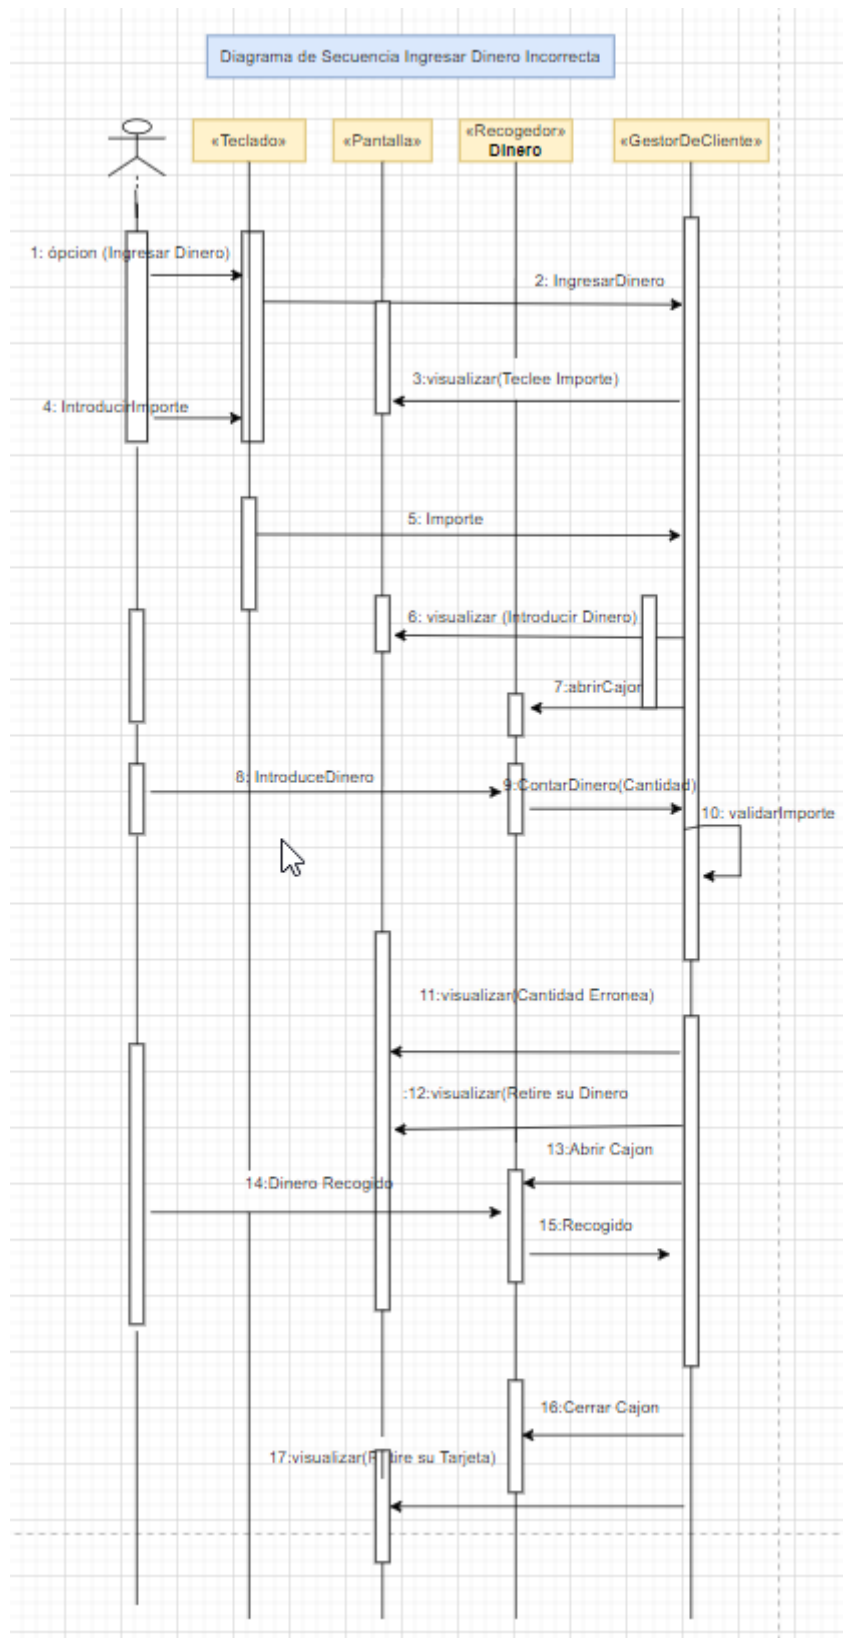 Diagrama de Secuencia Ingresar Dinero Incorrecta
«Teclado»
«Pantalla»
«Recogedor»
Dinero
«GestorDeCliente»
1: ópcion (Ingresar Dinero)
2: IngresarDinero
3:visualizar(Teclee Importe)
4: IntroducirImporte
5: Importe
6: visualizar (Introducir Dinero)
7:abrirCajon
8: IntroduceDinero
9:ContarDinero(Cantidad)
10: validarImporte
11:visualizar(Cantidad Erronea)
:12:visualizar(Retire su Dinero
13:Abrir Cajon
14:Dinero Recogido
15:Recogido
16:Cerrar Cajon
17:visualizar(Retire su Tarjeta)